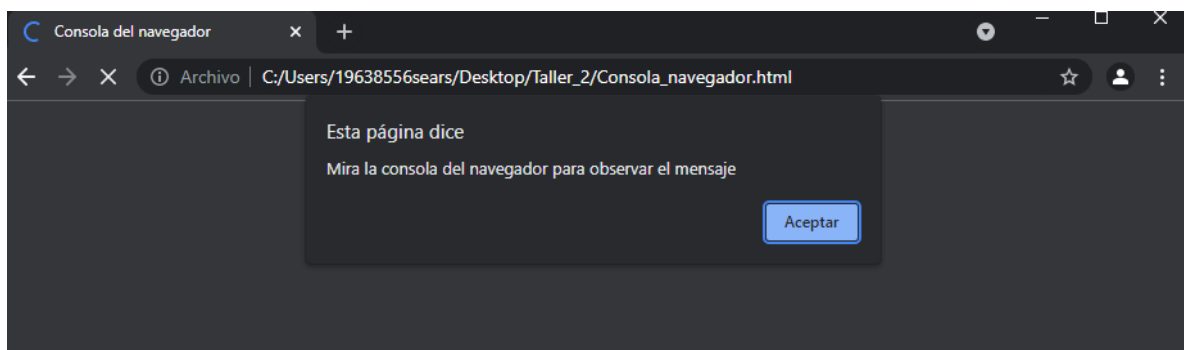 Consola del navegador
Archivo | C:/Users/19638556sears/Desktop/Taller_2/Consola_navegador.html
Esta página dice
Mira la consola del navegador para observar el mensaje
Aceptar